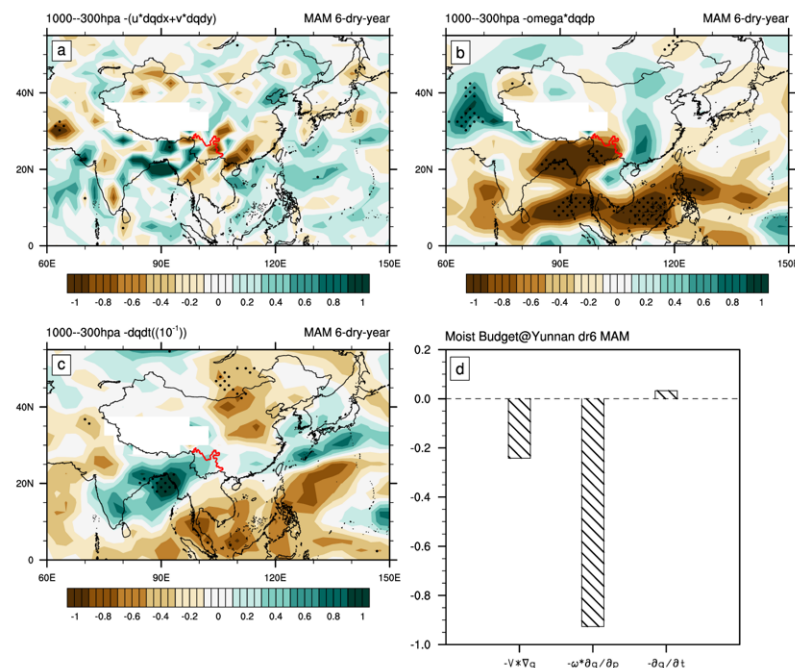 1000--300hpa -(u*dqdx+v*dqdy) MAM 6-dry-year
a
40N
20N
0
60E 90E 120E 150E
-1 -0.8 -0.6 -0.4 -0.2 0 0.2 0.4 0.6 0.8 1
1000--300hpa -omega*dqdp MAM 6-dry-year
b
40N
20N
0
60E 90E 120E 150E
-1 -0.8 -0.6 -0.4 -0.2 0 0.2 0.4 0.6 0.8 1
1000--300hpa -dqdt((10⁻¹)) MAM 6-dry-year
c
40N
20N
0
60E 90E 120E 150E
-1 -0.8 -0.6 -0.4 -0.2 0 0.2 0.4 0.6 0.8 1
Moist Budget@Yunnan dr6 MAM
d
0.2
0.0
-0.2
-0.4
-0.6
-0.8
-1.0
-V*∇q -ω*∂q/∂p -∂q/∂t